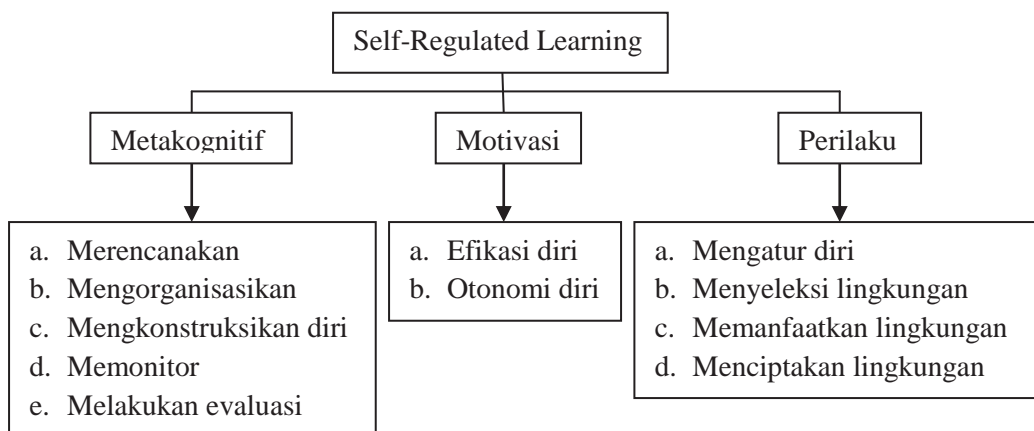 Self-Regulated Learning
Metakognitif
Motivasi
Perilaku
a. Merencanakan
b. Mengorganisasikan
c. Mengkonstruksikan diri
d. Memonitor
e. Melakukan evaluasi
a. Efikasi diri
b. Otonomi diri
a. Mengatur diri
b. Menyeleksi lingkungan
c. Memanfaatkan lingkungan
d. Menciptakan lingkungan